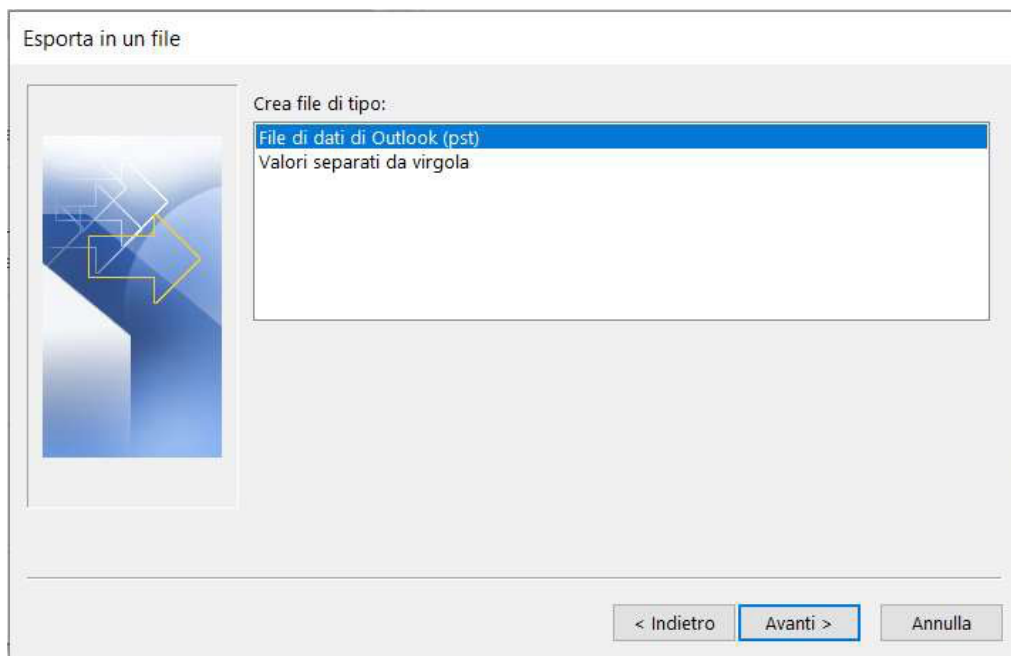 Esporta in un file
Crea file di tipo:
File di dati di Outlook (pst)
Valori separati da virgola
< Indietro
Avanti >
Annulla